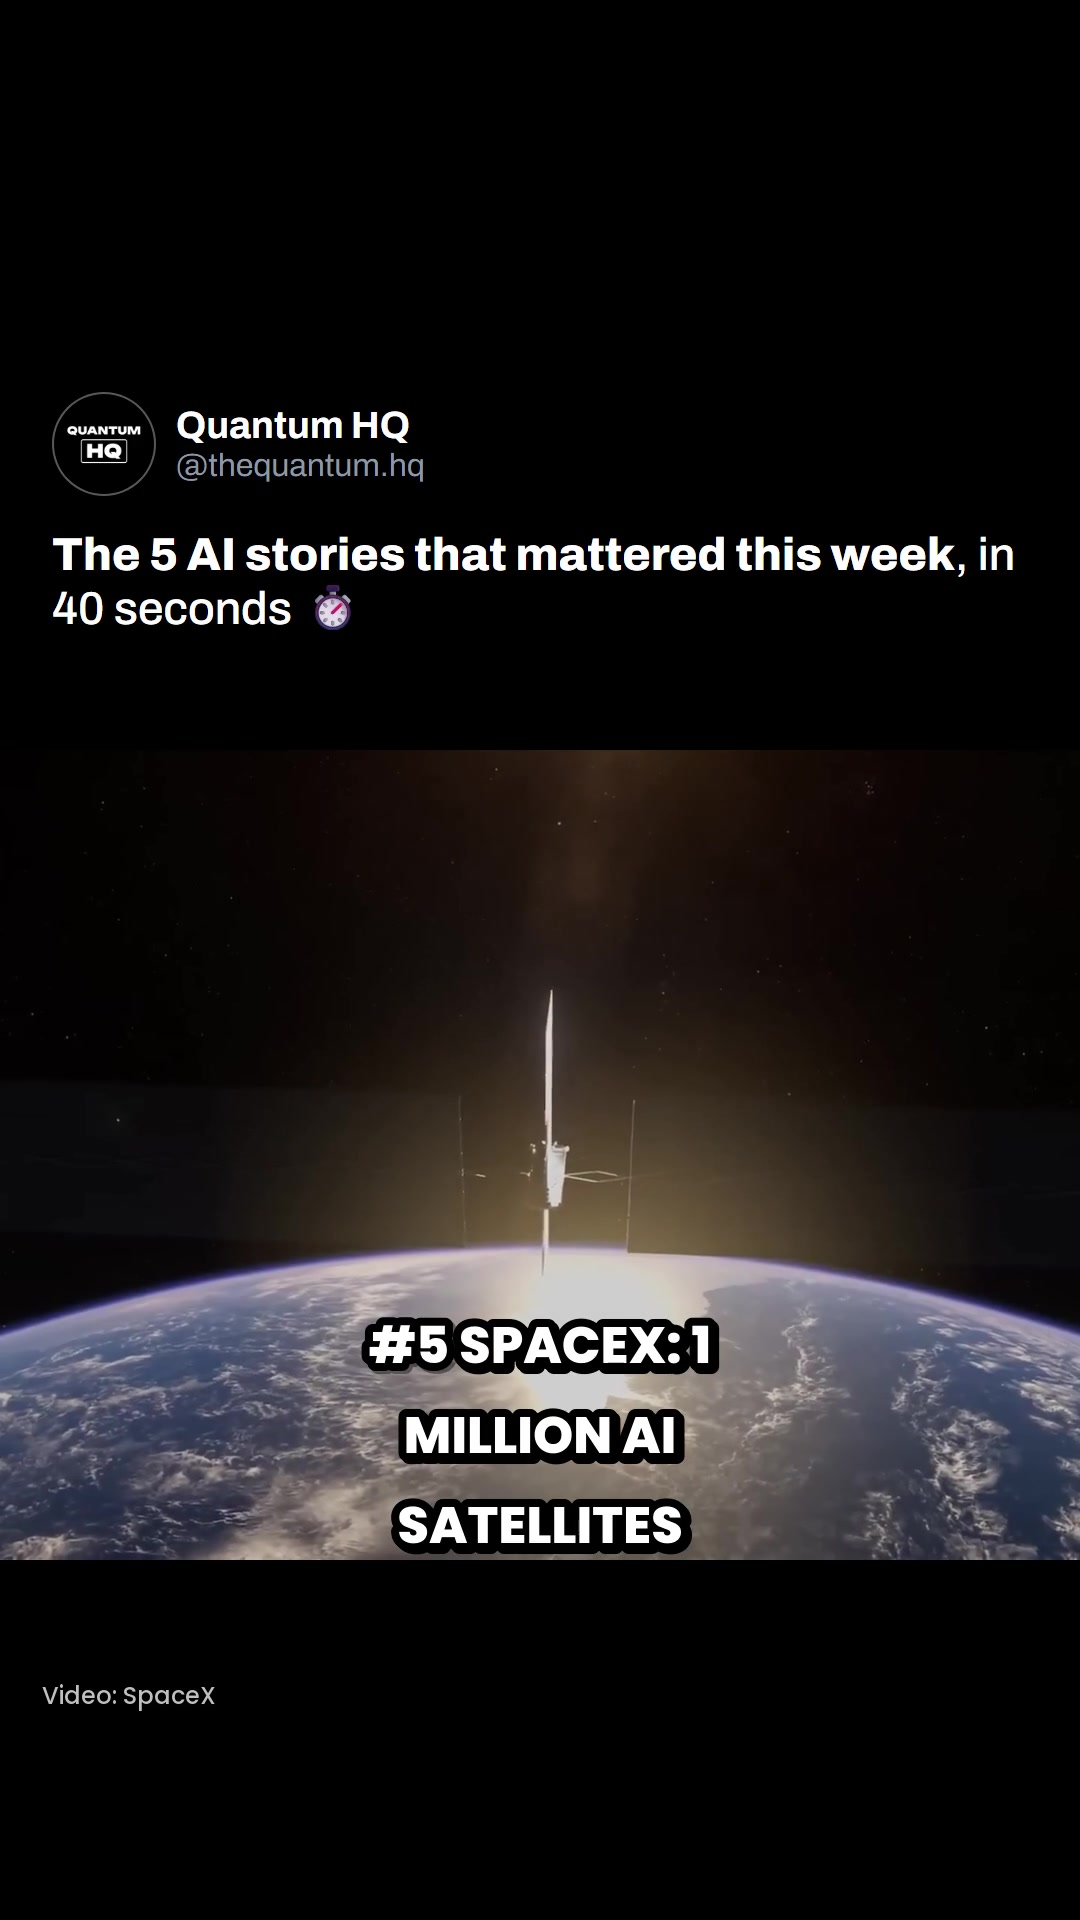 QUANTUM
HQ
Quantum HQ
@thequantum.hq
The 5 AI stories that mattered this week, in
40 seconds ⏱️
#5 SPACEX: 1
MILLION AI
SATELLITES
Video: SpaceX